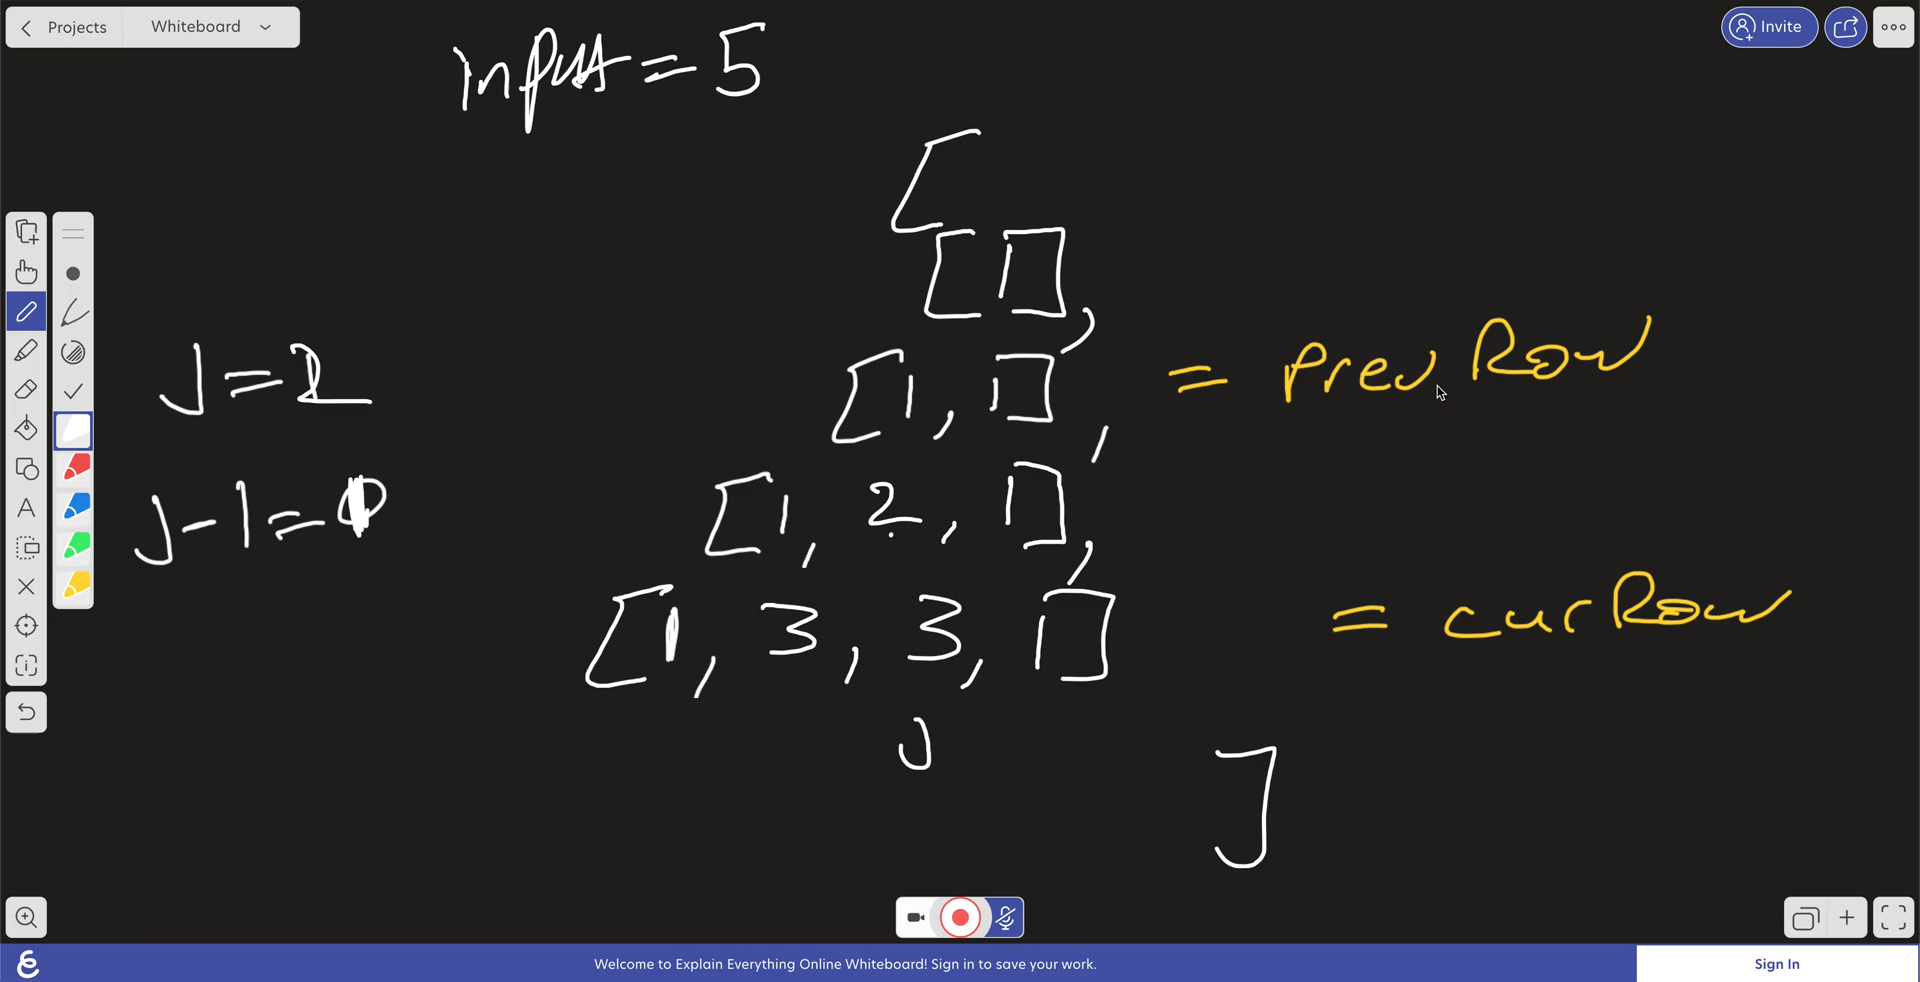 Projects Whiteboard
Invite
input = 5
[
[1],
[1, 1], = prev Row
J = 2
[1, 2, 1],
J - 1 =
[1, 3, 3, 1] = cur Row
J
]
A
Welcome to Explain Everything Online Whiteboard! Sign in to save your work.
Sign In